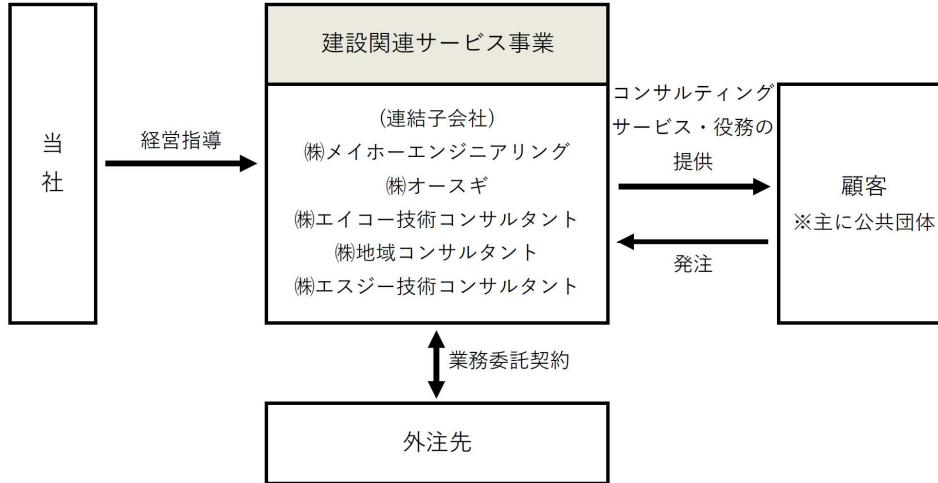 当
社
経営指導
建設関連サービス事業
(連結子会社)
㈱メイホーエンジニアリング
㈱オースギ
㈱エイコー技術コンサルタント
㈱地域コンサルタント
㈱エスジー技術コンサルタント
コンサルティング
サービス・役務の
提供
発注
顧客
※主に公共団体
業務委託契約
外注先